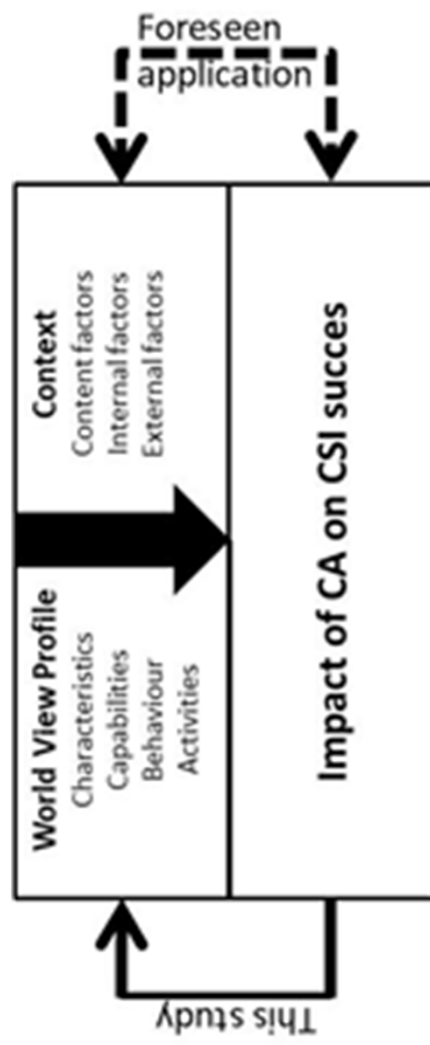 Foreseen
application
World View Profile
Characteristics
Capabilities
Behaviour
Activities
Context
Content factors
Internal factors
External factors
Impact of CA on CSI succes
This study